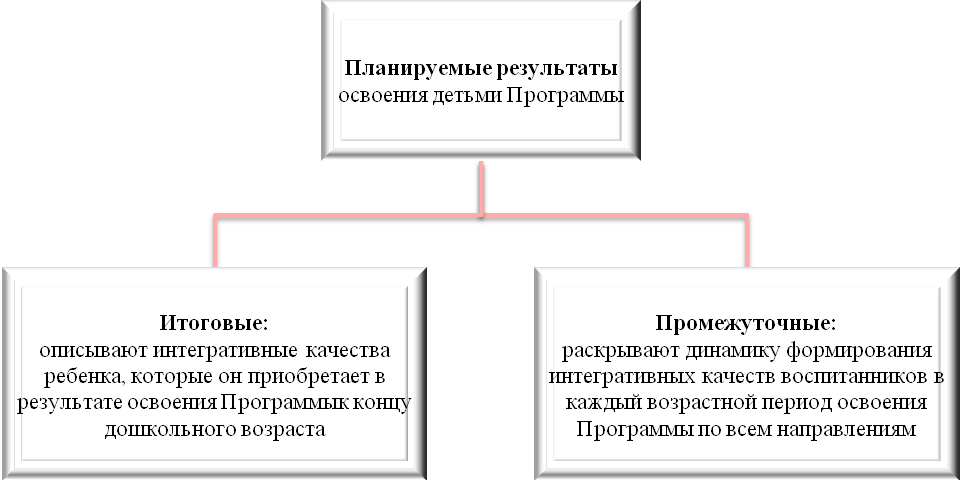 Планируемые результаты
освоения детьми Программы
Итоговые:
описывают интегративные качества
ребенка, которые он приобретает в
результате освоения Программык концу
дошкольного возраста
Промежуточные:
раскрывают динамику формирования
интегративных качеств воспитанников в
каждый возрастной период освоения
Программы по всем направлениям